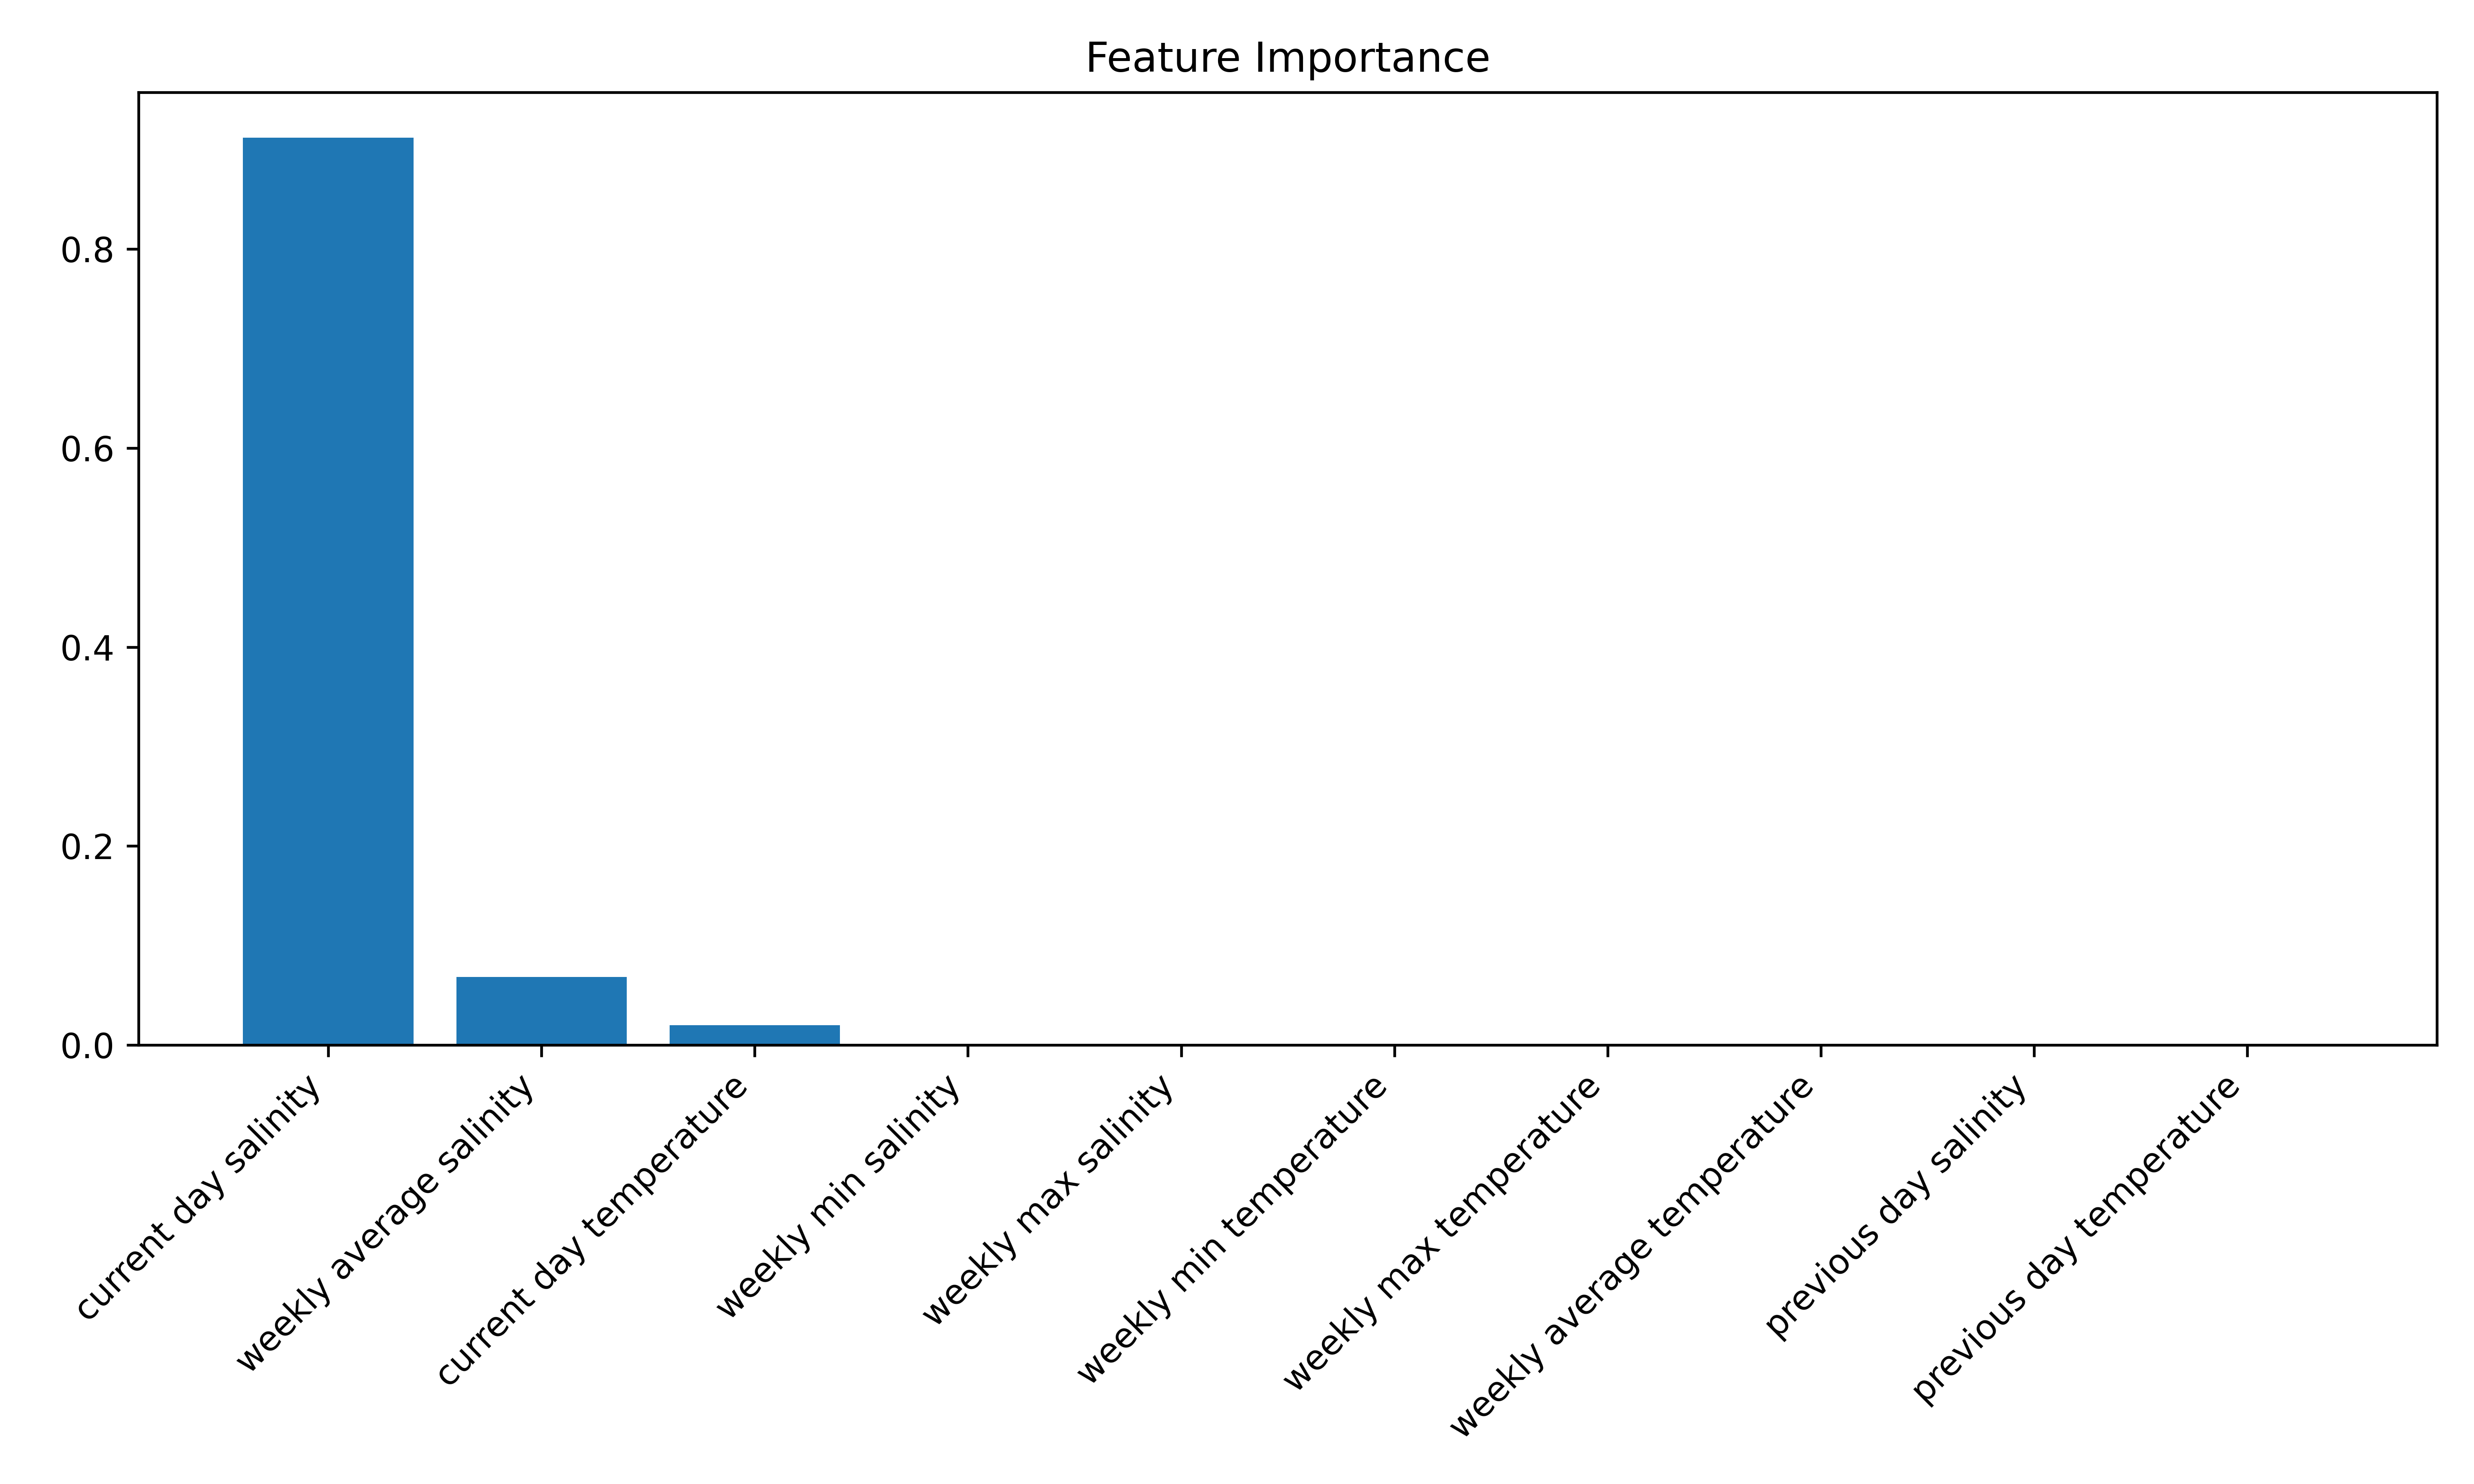 Feature Importance
0.8
0.6
0.4
0.2
0.0
current day salinity
weekly average salinity
current day temperature
weekly min salinity
weekly max salinity
weekly min temperature
weekly max temperature
weekly average temperature
previous day salinity
previous day temperature